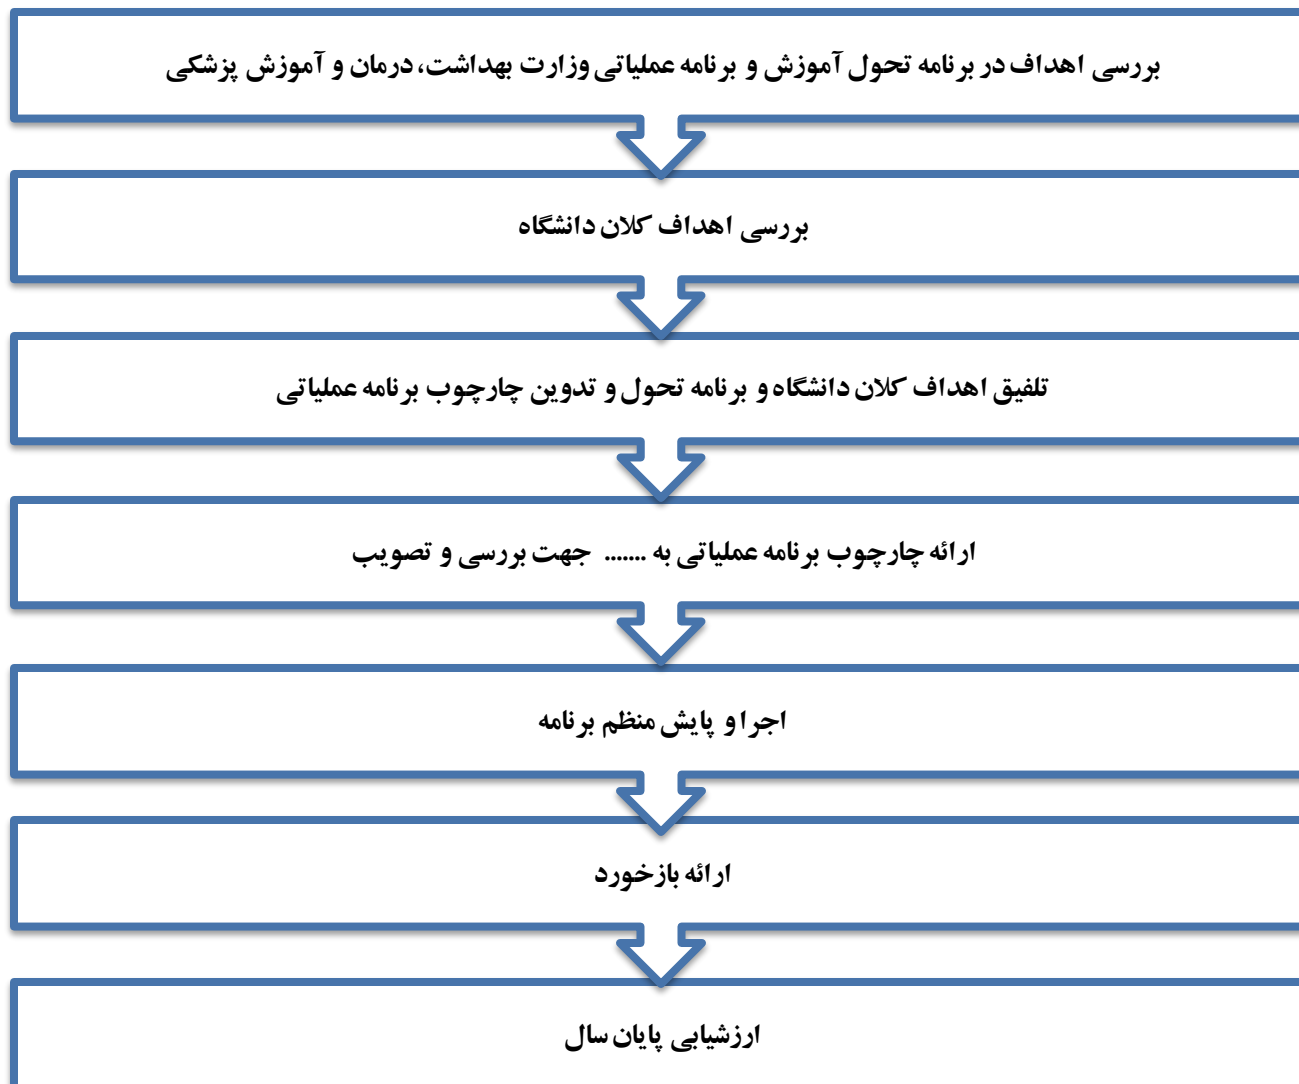 بررسی اهداف در برنامه تحول آموزش و برنامه عملیاتی وزارت بهداشت، درمان و آموزش پزشکی
بررسی اهداف کلان دانشگاه
تلفیق اهداف کلان دانشگاه و برنامه تحول و تدوین چارچوب برنامه عملیاتی
ارائه چارچوب برنامه عملیاتی به ....... جهت بررسی و تصویب
اجرا و پایش منظم برنامه
ارائه بازخورد
ارزشیابی پایان سال